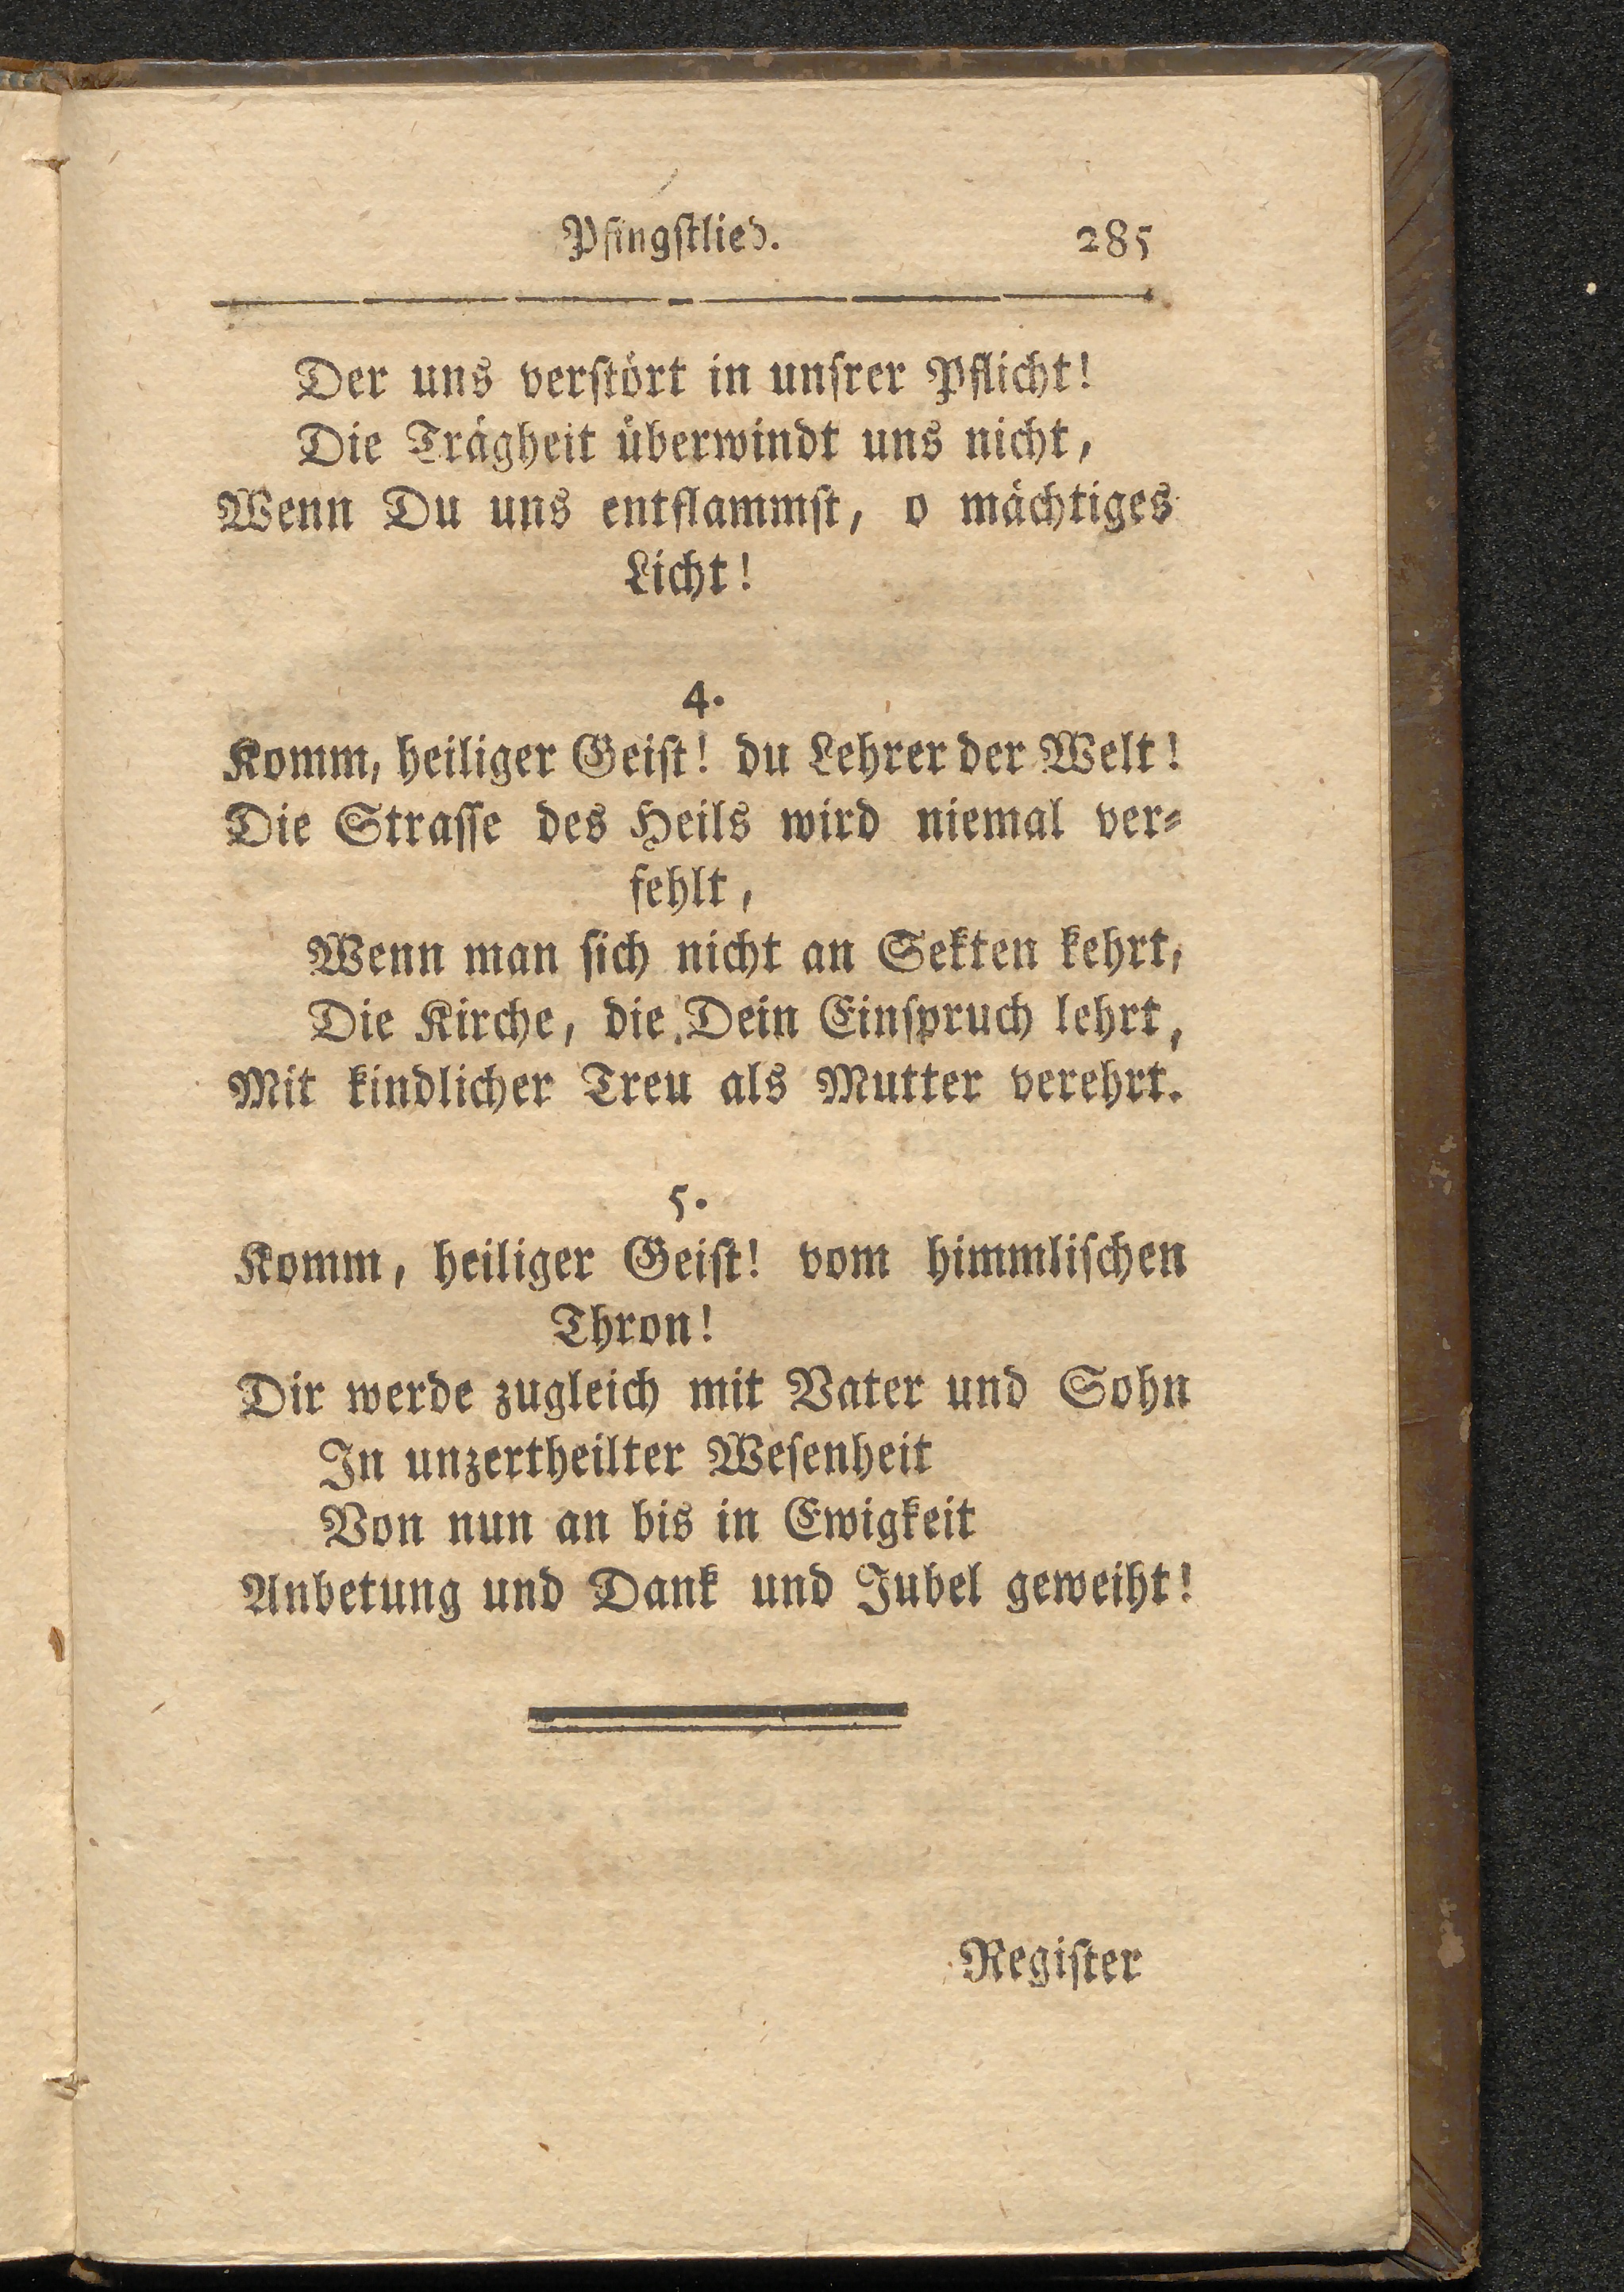 Pfingſtlied. 285
Der uns verſtört in unſrer Pflicht!
Die Trägheit überwindt uns nicht,
Wenn Du uns entflammſt, o mächtiges
Licht!
4.
Komm, heiliger Geiſt! du Lehrer der Welt!
Die Straſſe des Heils wird niemal ver⸗
fehlt,
Wenn man ſich nicht an Sekten kehrt,
Die Kirche, die Dein Einſpruch lehrt,
Mit kindlicher Treu als Mutter verehrt.
5.
Komm, heiliger Geiſt! vom himmliſchen
Thron!
Dir werde zugleich mit Vater und Sohn
In unzertheilter Weſenheit
Von nun an bis in Ewigkeit
Anbetung und Dank und Jubel geweiht!
Regiſter